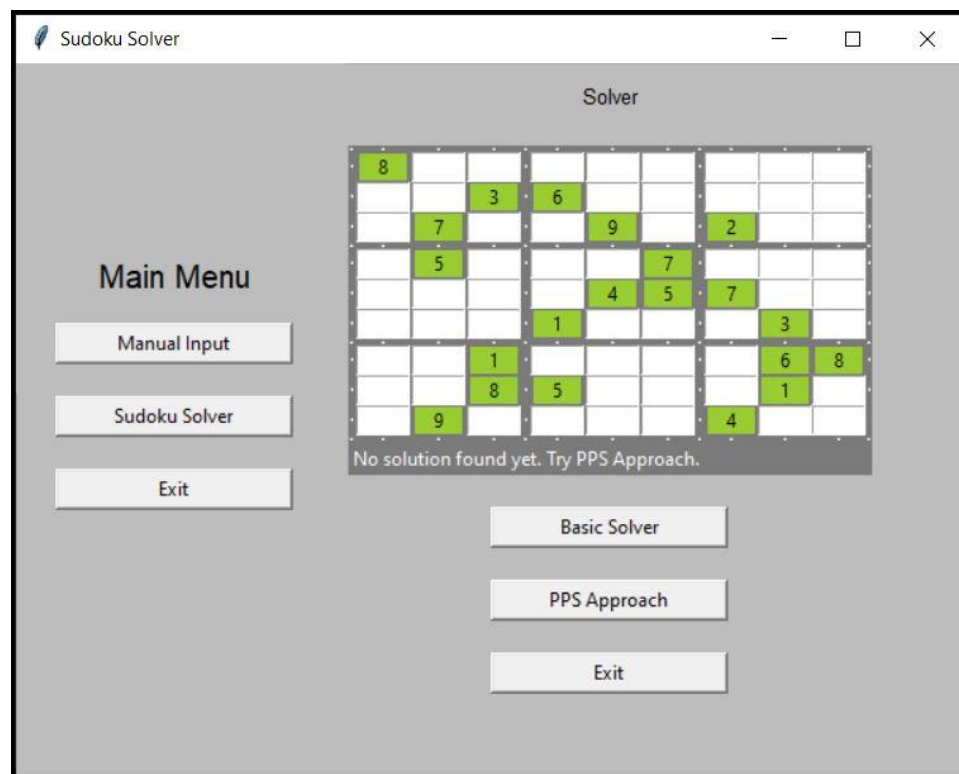 Sudoku Solver
Solver
8
3 6
7 9 2
5 7
Main Menu
4 5 7
1 3
Manual Input
1 6 8
8 5 1
Sudoku Solver
9 4
No solution found yet. Try PPS Approach.
Exit
Basic Solver
PPS Approach
Exit